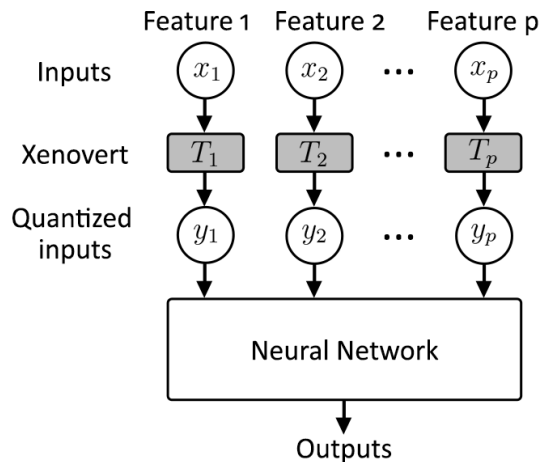 Feature 1 Feature 2 Feature p
Inputs x₁ x₂ ··· xₚ
Xenovert T₁ T₂ ··· Tₚ
Quantized
inputs y₁ y₂ ··· yₚ
Neural Network
Outputs